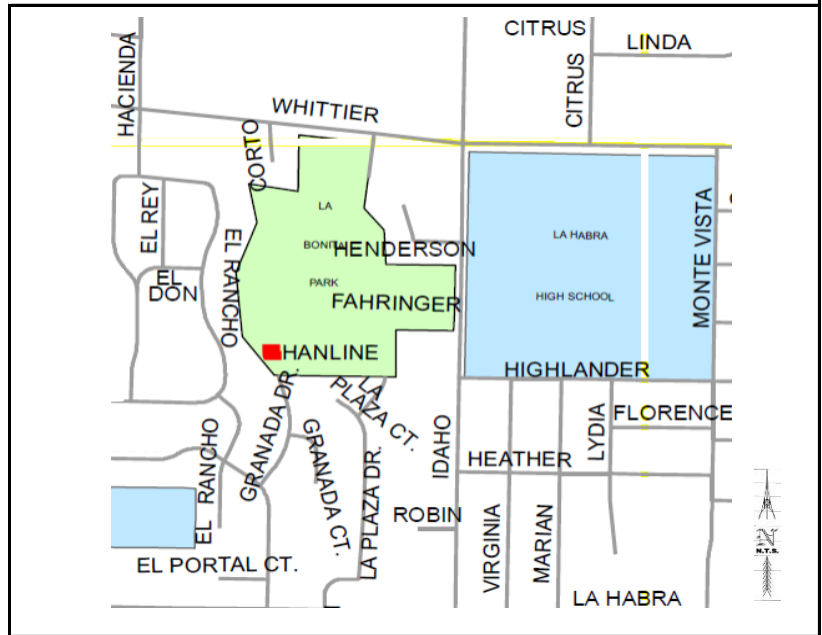 CITRUS
LINDA
HACIENDA
WHITTIER
CITRUS
CORTO
EL REY
LA
BONITA
PARK
HENDERSON
LA HABRA
HIGH SCHOOL
MONTE VISTA
EL RANCHO
EL
DON
FAHRINGER
HANLINE
HIGHLANDER
LA
PLAZA CT.
GRANADA DR.
FLORENCE
LYDIA
IDAHO
HEATHER
EL RANCHO
GRANADA CT.
LA PLAZA DR.
ROBIN
VIRGINIA
MARIAN
EL PORTAL CT.
LA HABRA
N
N.T.S.